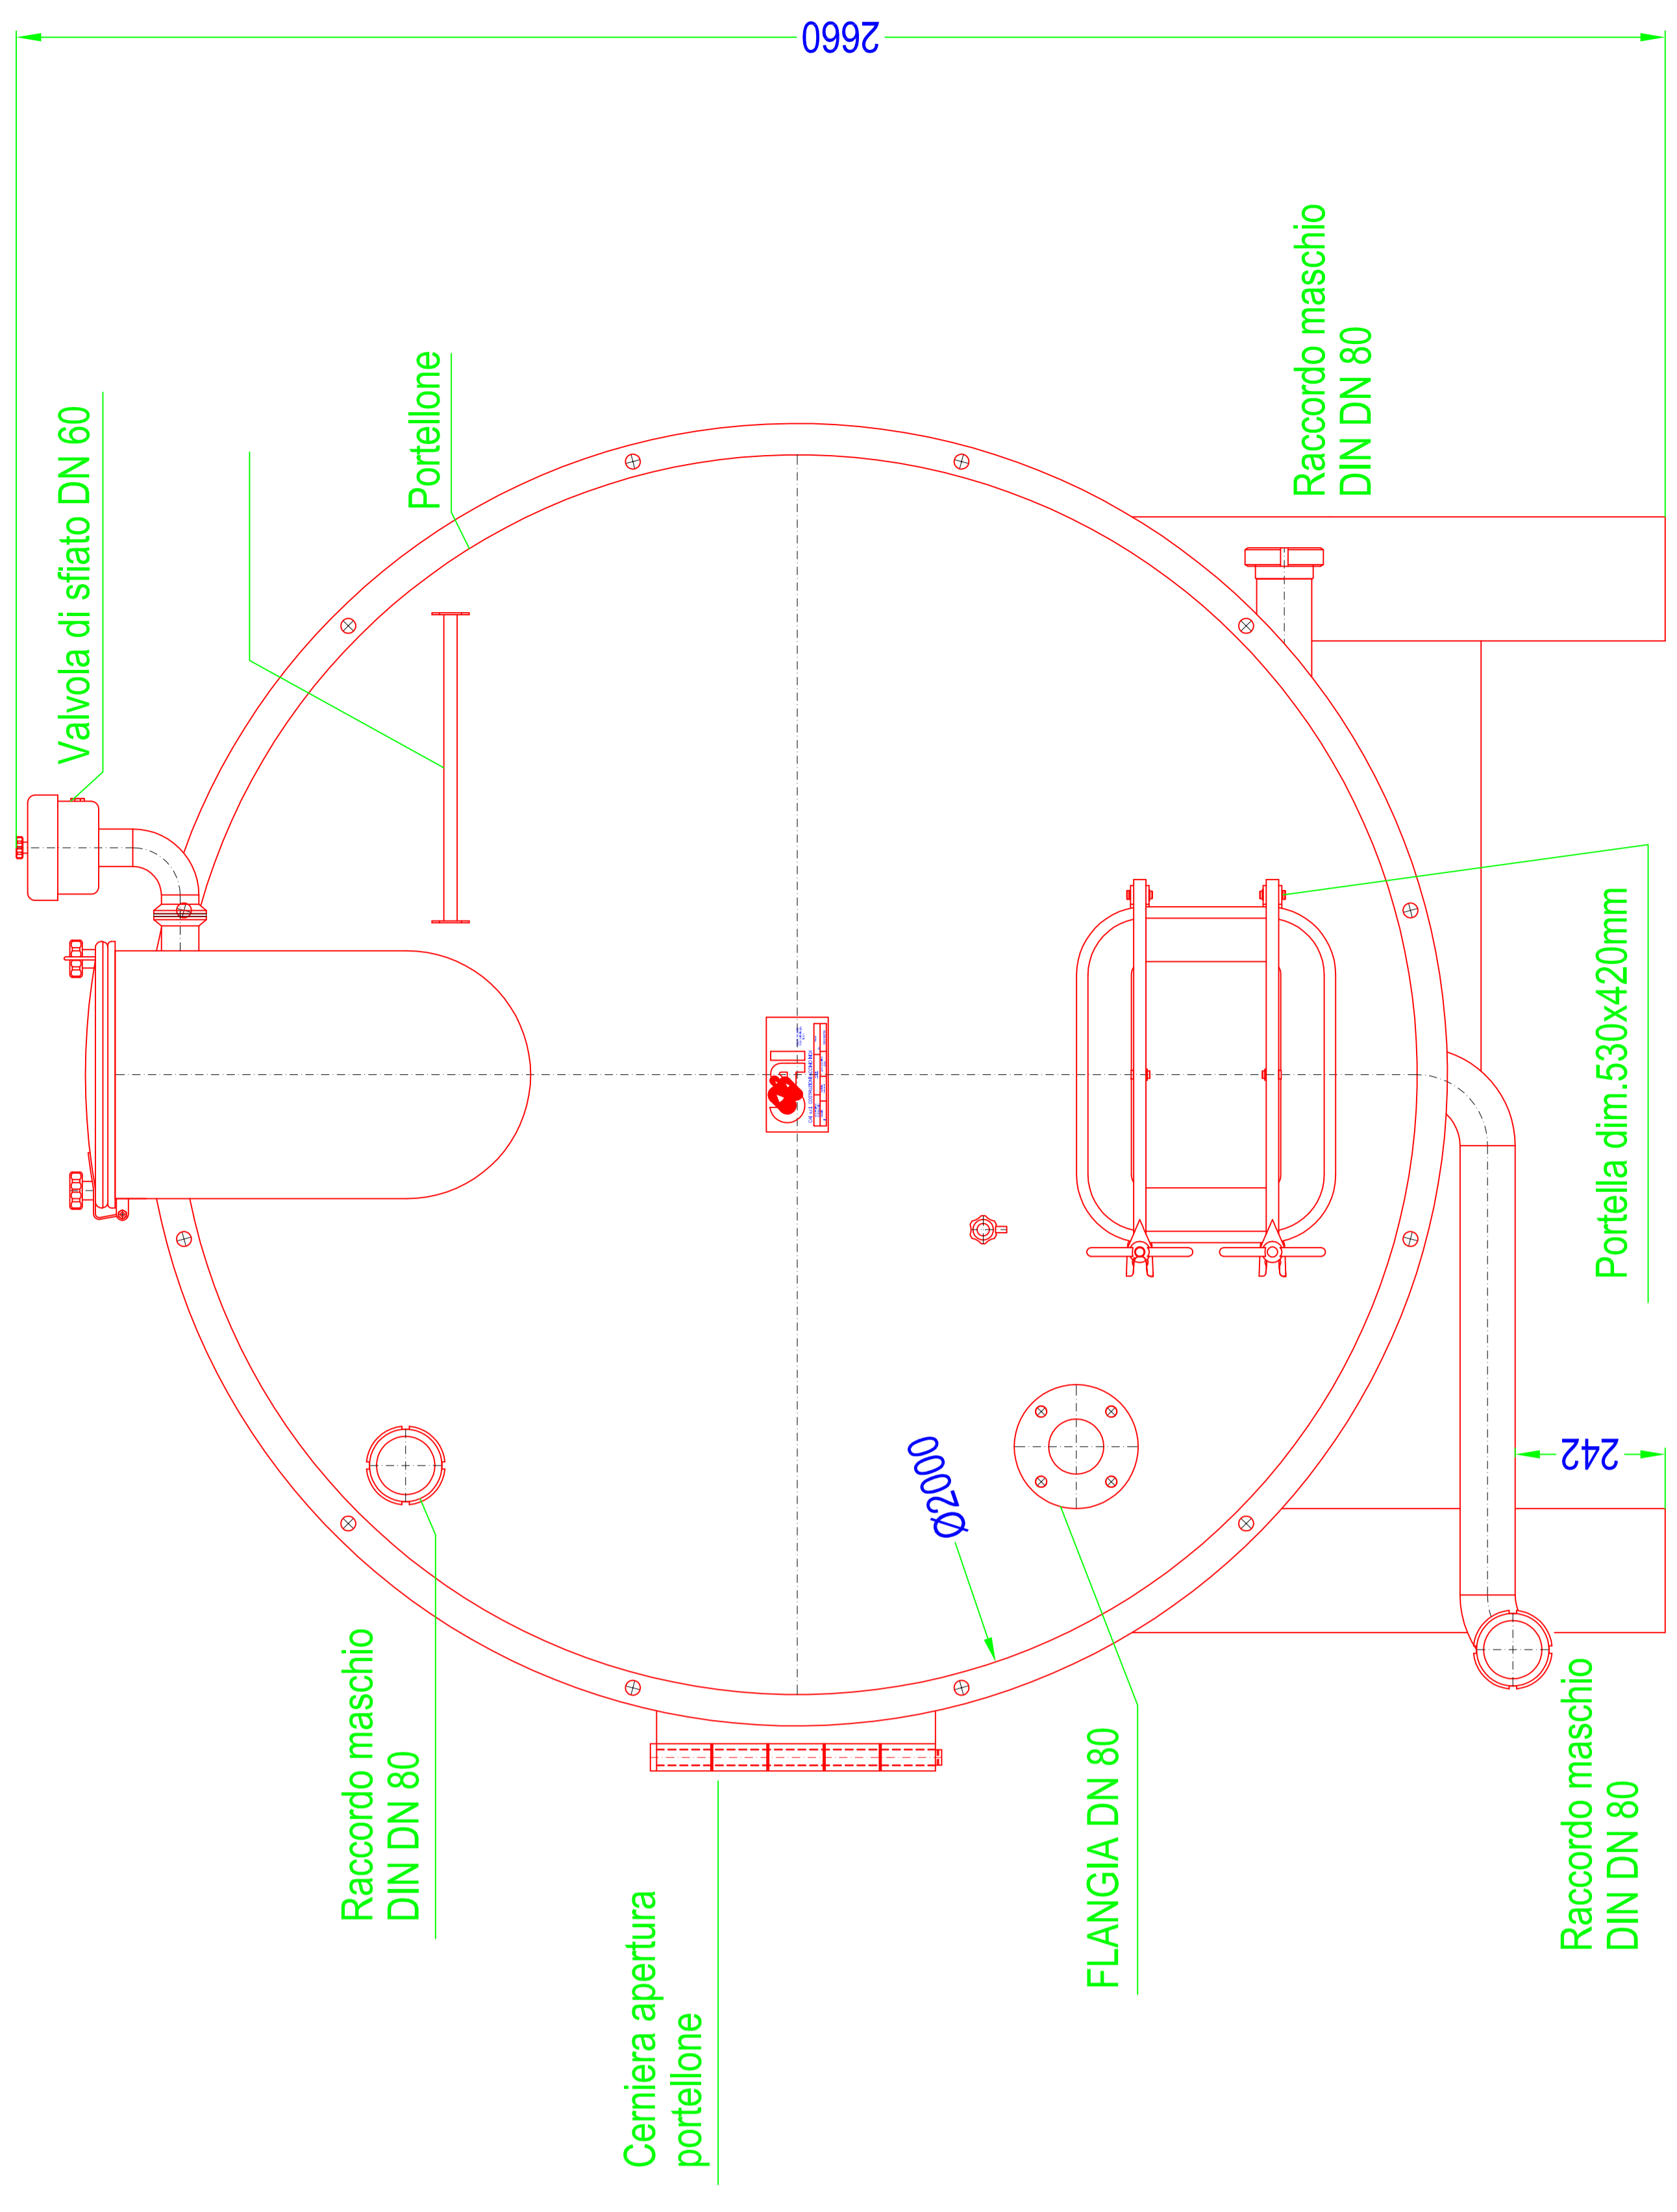 2660
Valvola di sfiato DN 60
Portellone
Raccordo maschio
DIN DN 80
Portella dim.530x420mm
242
Ø2000
Raccordo maschio
DIN DN 80
Cerniera apertura
portellone
FLANGIA DN 80
Raccordo maschio
DIN DN 80